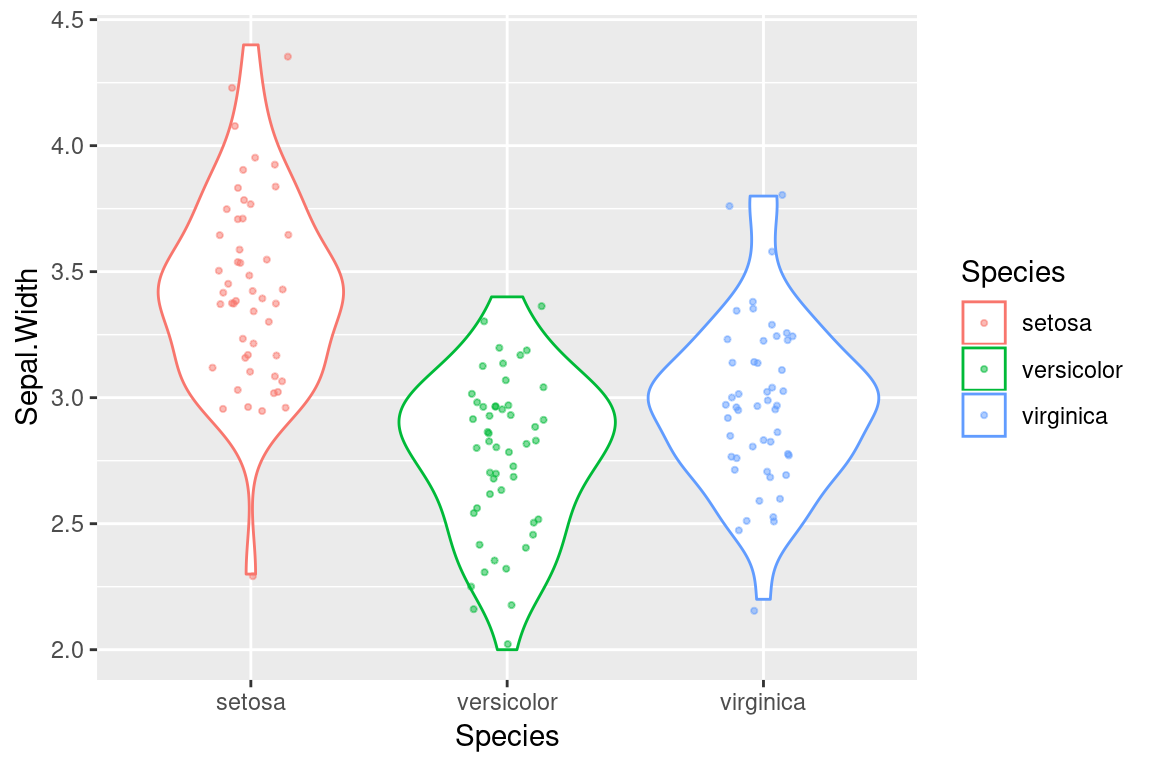 4.5
4.0
3.5
3.0
2.5
2.0
Sepal.Width
setosa
versicolor
virginica
Species
Species
setosa
versicolor
virginica